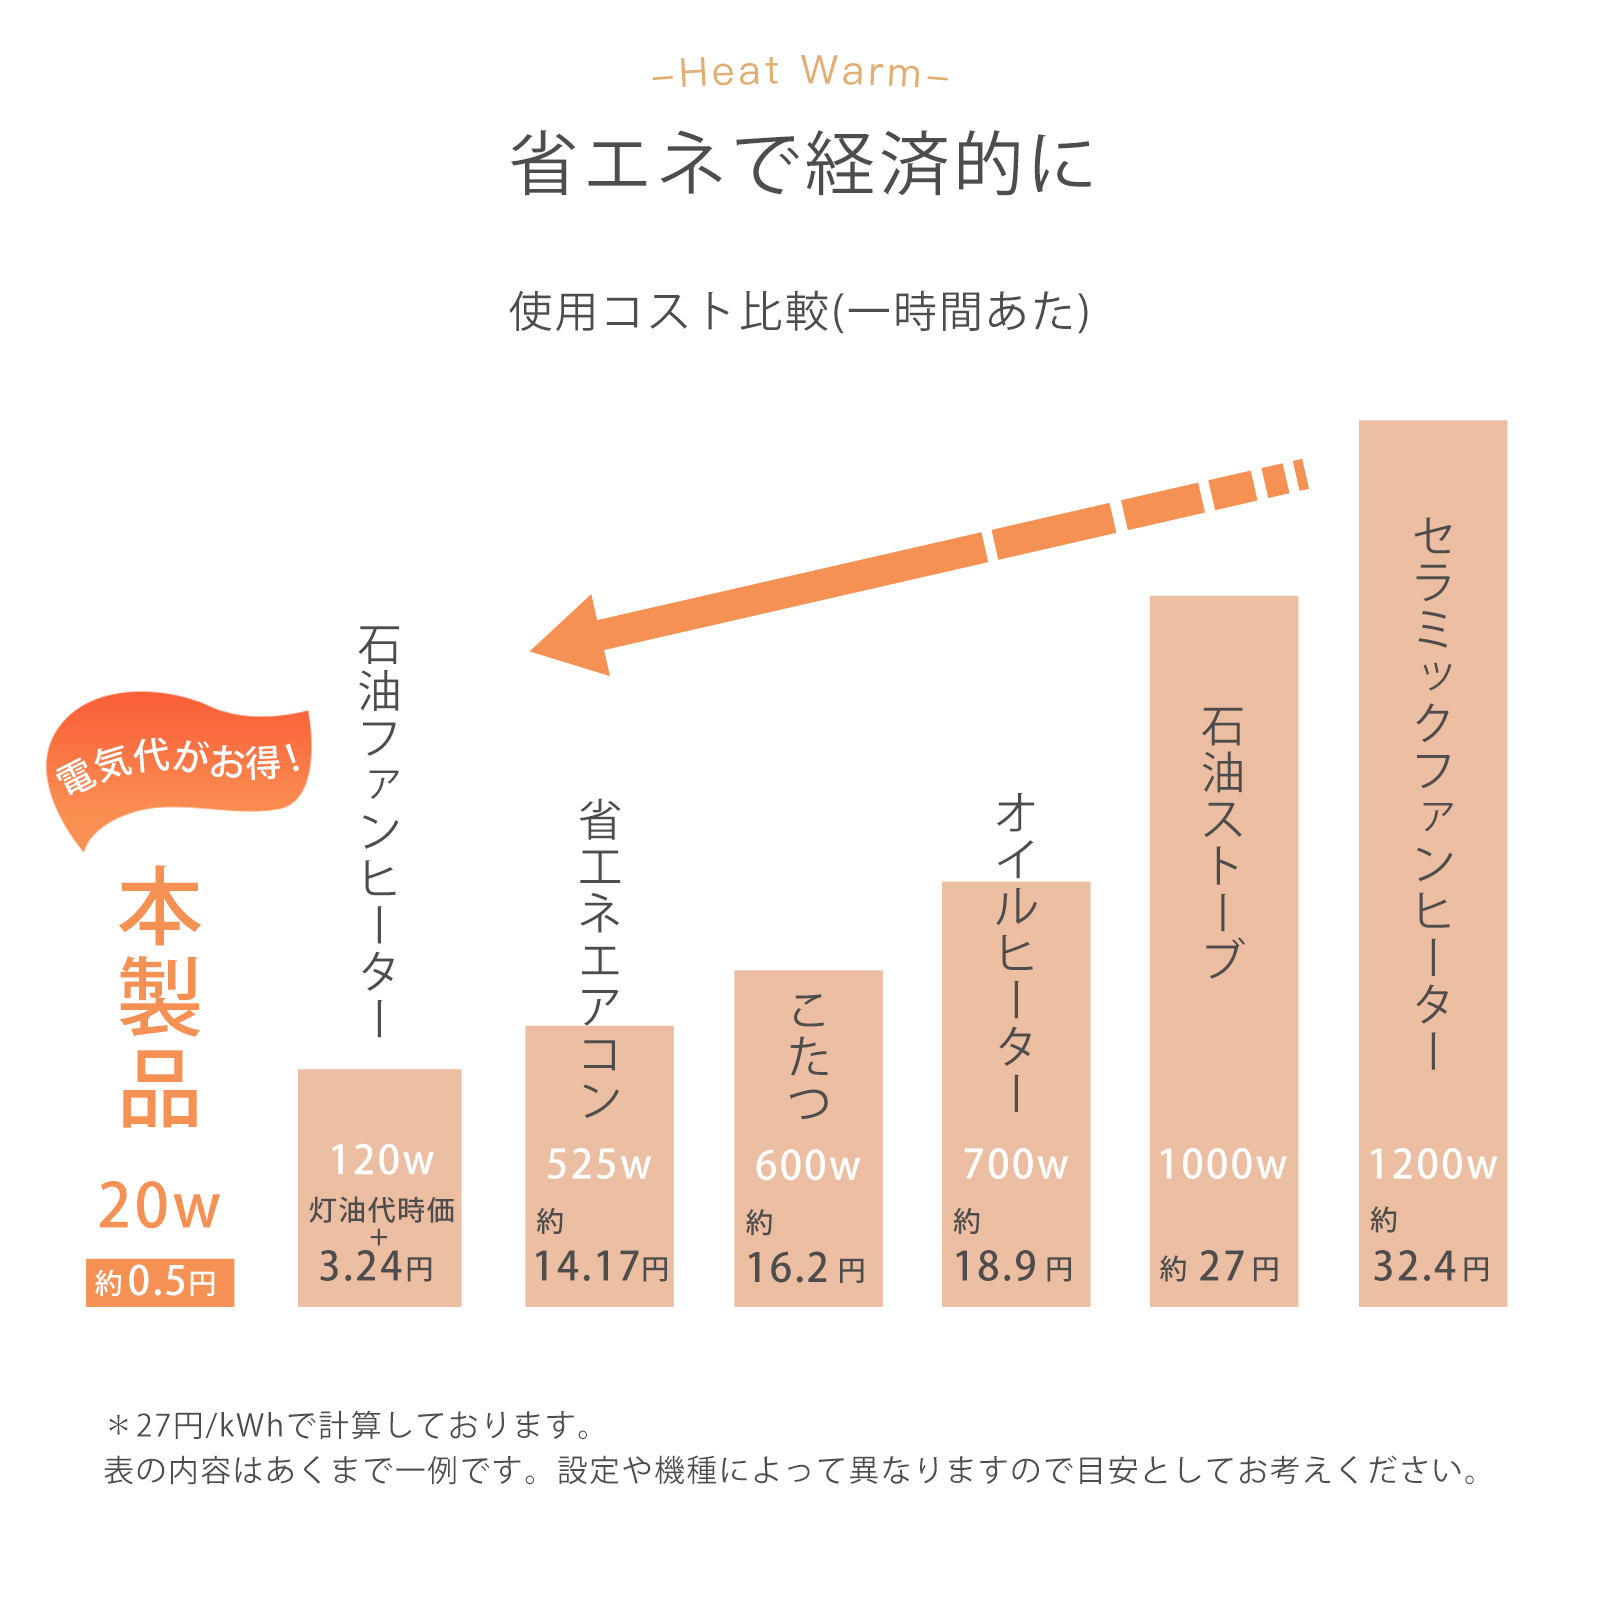 –Heat Warm–
省エネで経済的に
使用コスト比較(一時間あた)
電気代がお得!
本製品
20w
約0.5円
石油ファンヒーター
120w
灯油代時価
+
3.24円
省エネエアコン
525w
約
14.17円
こたつ
600w
約
16.2円
オイルヒーター
700w
約
18.9円
石油ストーブ
1000w
約 27円
セラミックファンヒーター
1200w
約
32.4円
＊27円/kWhで計算しております。
表の内容はあくまで一例です。設定や機種によって異なりますので目安としてお考えください。